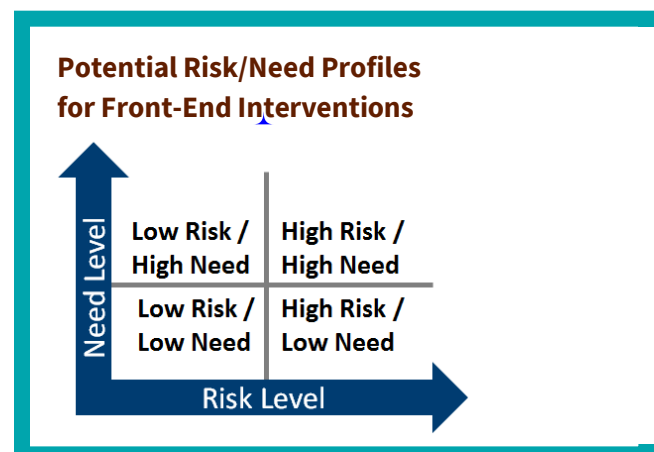 Potential Risk/Need Profiles
for Front-End Interventions
Need Level
Low Risk /
High Need
High Risk /
High Need
Low Risk /
Low Need
High Risk /
Low Need
Risk Level